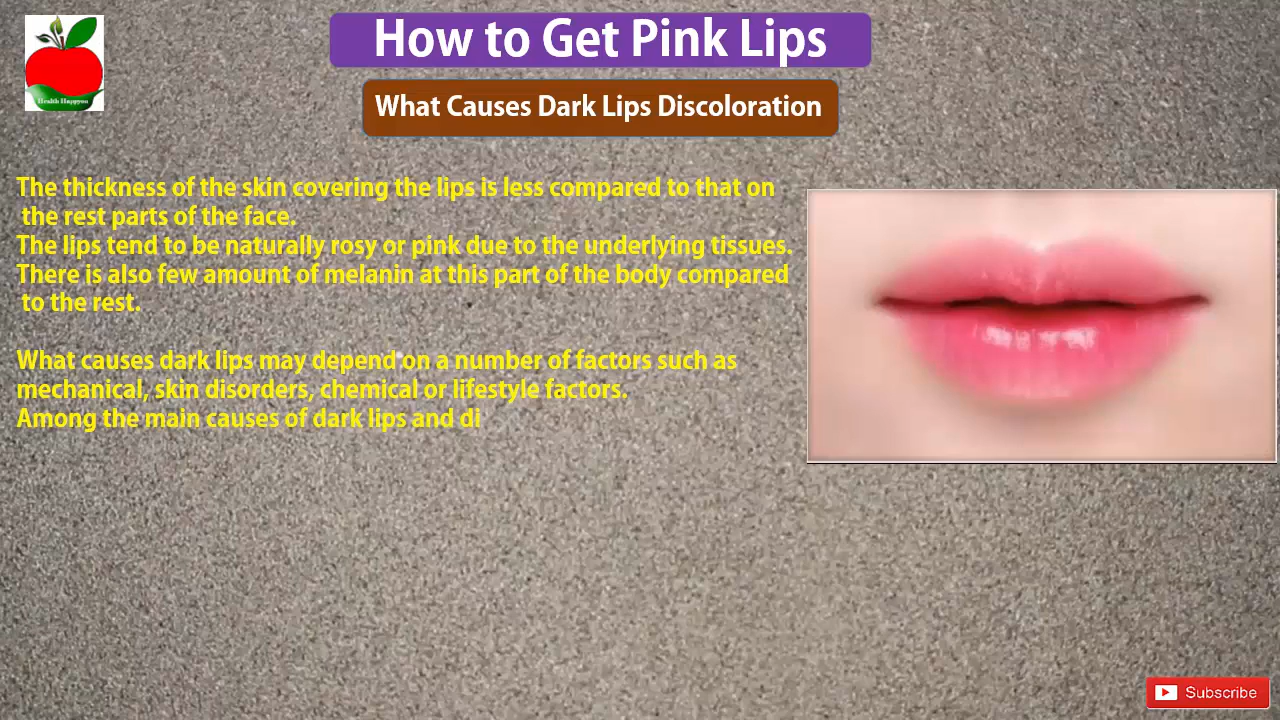 How to Get Pink Lips
What Causes Dark Lips Discoloration
Health Happyou
The thickness of the skin covering the lips is less compared to that on
the rest parts of the face.
The lips tend to be naturally rosy or pink due to the underlying tissues.
There is also few amount of melanin at this part of the body compared
to the rest.
What causes dark lips may depend on a number of factors such as
mechanical, skin disorders, chemical or lifestyle factors.
Among the main causes of dark lips and di
Subscribe